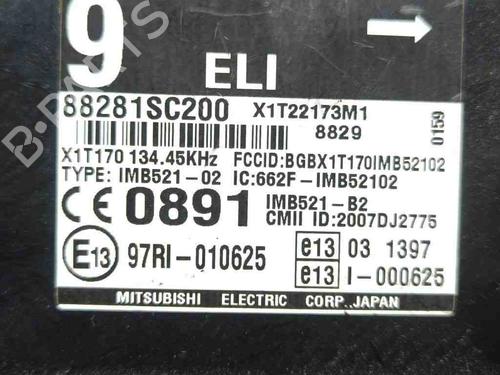 9
ELI
88281SC200 X1T22173M1
8829
0159
X1T170 134.45KHz FCCID:BGBX1T170IMB52102
TYPE: IMB521-02 IC:662F-IMB52102
CE 0891 IMB521-B2
CMII ID:2007DJ2775
E13 97RI-010625 e13 03 1397
e13 I-000625
MITSUBISHI ELECTRIC CORP.,JAPAN
B-PARTS